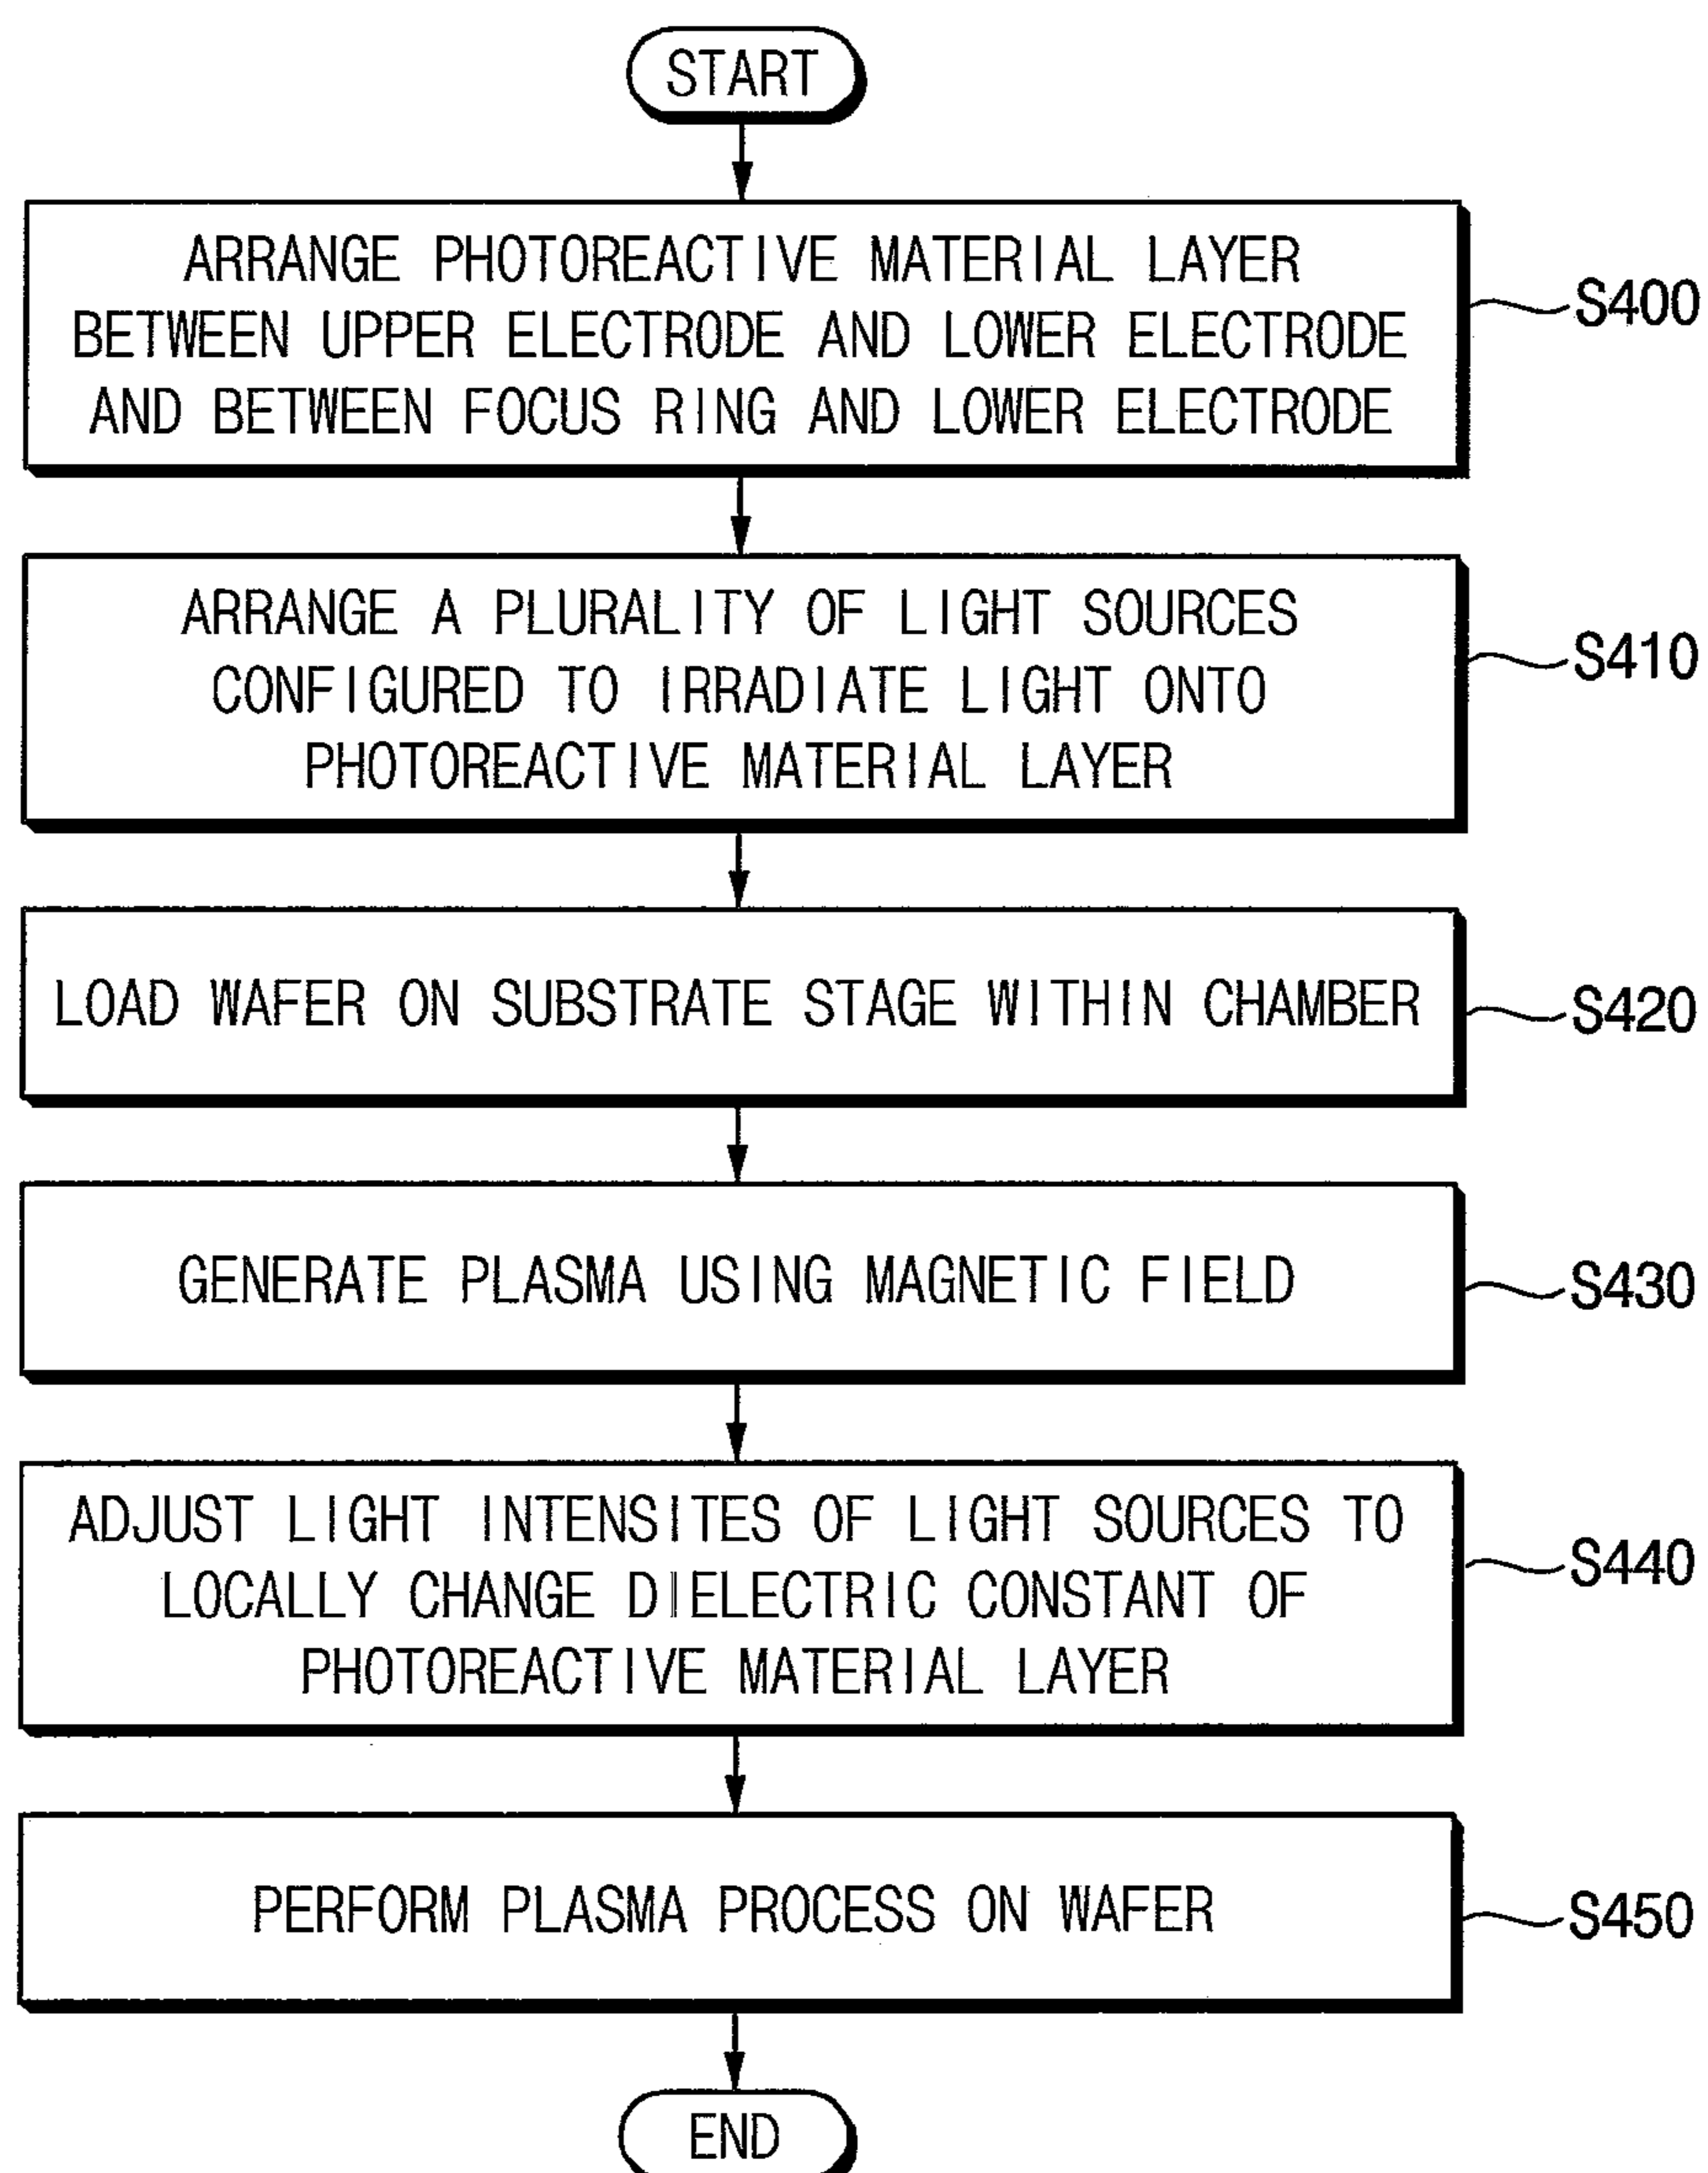 START
ARRANGE PHOTOREACTIVE MATERIAL LAYER
BETWEEN UPPER ELECTRODE AND LOWER ELECTRODE
AND BETWEEN FOCUS RING AND LOWER ELECTRODE
S400
ARRANGE A PLURALITY OF LIGHT SOURCES
CONFIGURED TO IRRADIATE LIGHT ONTO
PHOTOREACTIVE MATERIAL LAYER
S410
LOAD WAFER ON SUBSTRATE STAGE WITHIN CHAMBER
S420
GENERATE PLASMA USING MAGNETIC FIELD
S430
ADJUST LIGHT INTENSITES OF LIGHT SOURCES TO
LOCALLY CHANGE DIELECTRIC CONSTANT OF
PHOTOREACTIVE MATERIAL LAYER
S440
PERFORM PLASMA PROCESS ON WAFER
S450
END